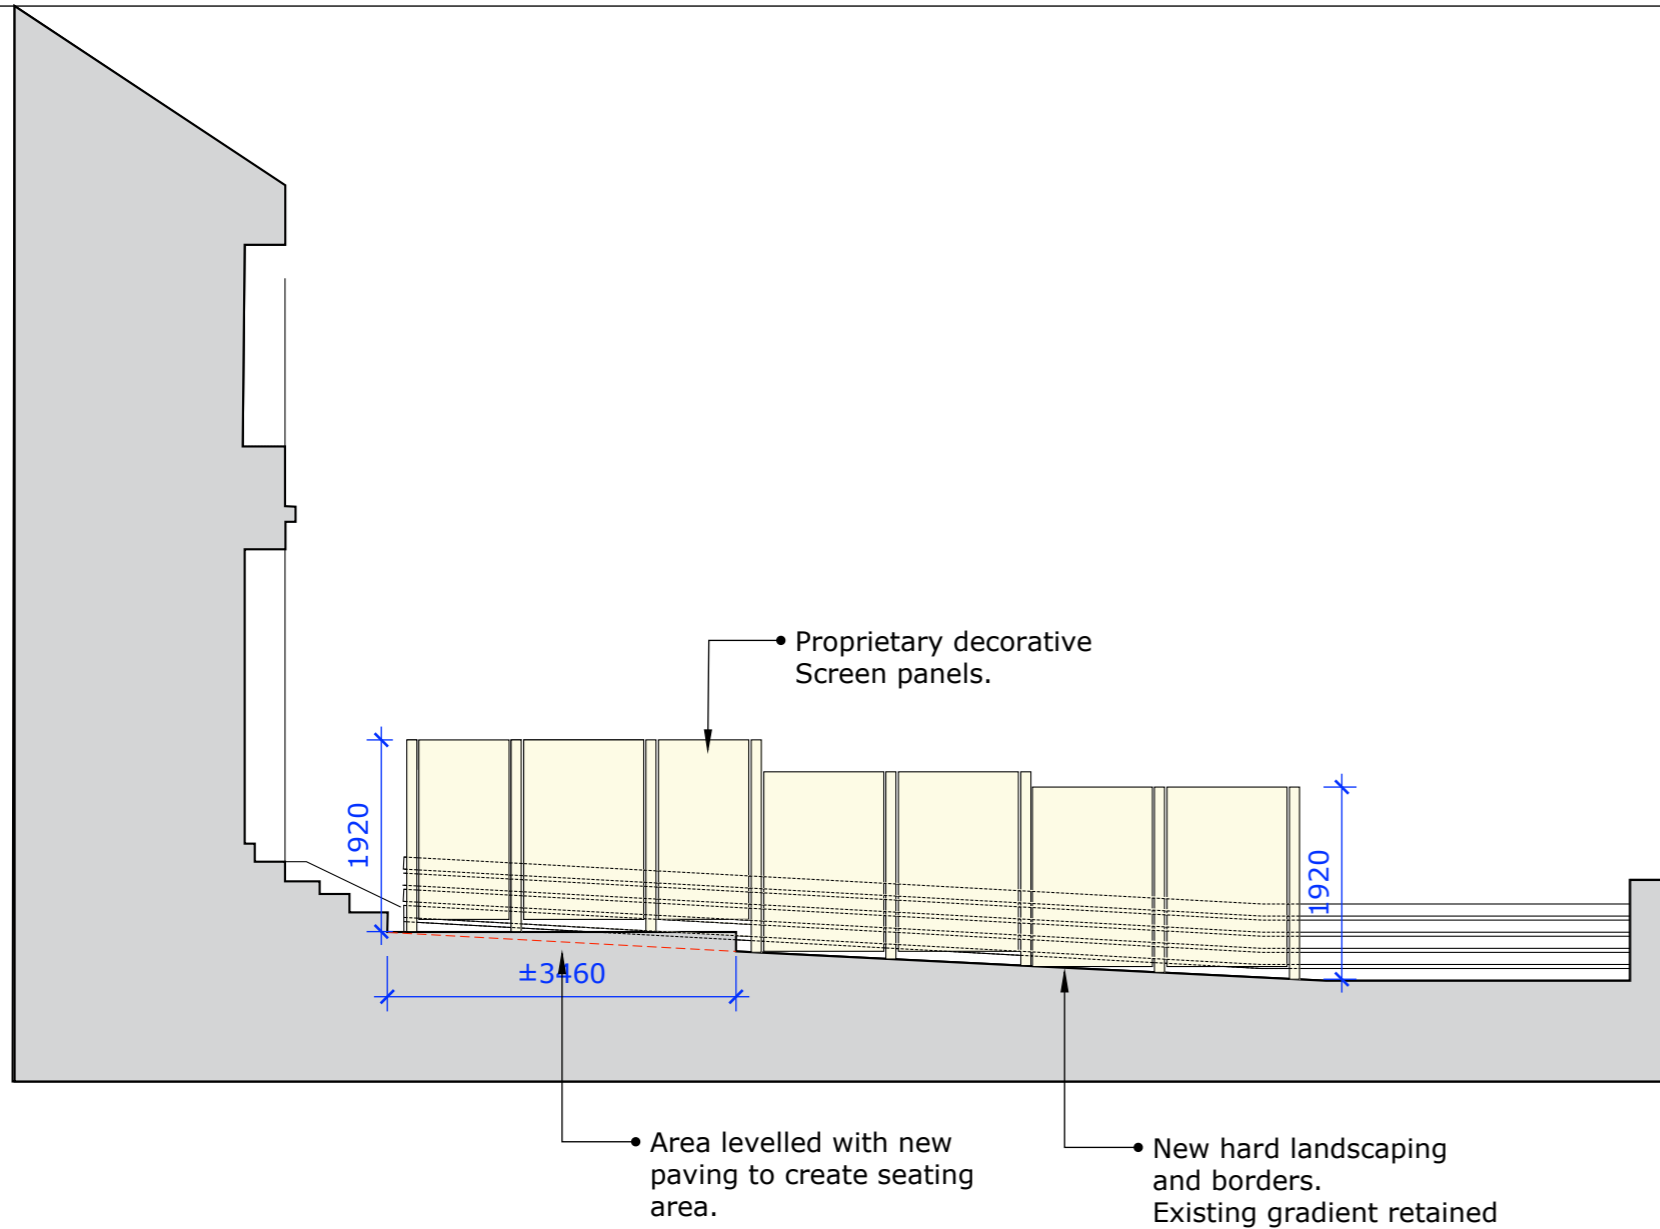 Proprietary decorative
Screen panels.
1920
1920
±3460
Area levelled with new
paving to create seating
area.
New hard landscaping
and borders.
Existing gradient retained